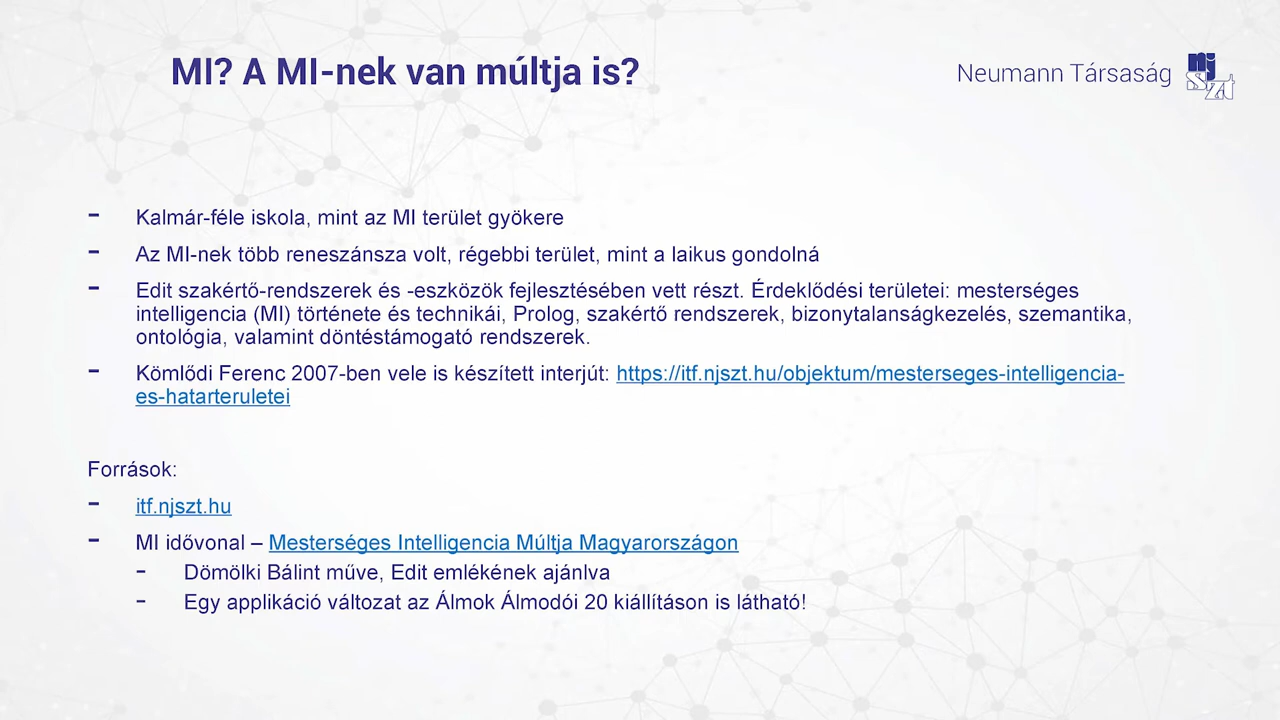 MI? A MI-nek van múltja is?
Neumann Társaság
nj
sz
zt
- Kalmár-féle iskola, mint az MI terület gyökere
- Az MI-nek több reneszánsza volt, régebbi terület, mint a laikus gondolná
- Edit szakértő-rendszerek és -eszközök fejlesztésében vett részt. Érdeklődési területei: mesterséges
intelligencia (MI) története és technikái, Prolog, szakértő rendszerek, bizonytalanságkezelés, szemantika,
ontológia, valamint döntéstámogató rendszerek.
- Kömlődi Ferenc 2007-ben vele is készített interjút: https://itf.njszt.hu/objektum/mesterseges-intelligencia-
es-hatarteruletei
Források:
- itf.njszt.hu
- MI idővonal – Mesterséges Intelligencia Múltja Magyarországon
- Dömölki Bálint műve, Edit emlékének ajánlva
- Egy applikáció változat az Álmok Álmodói 20 kiállításon is látható!